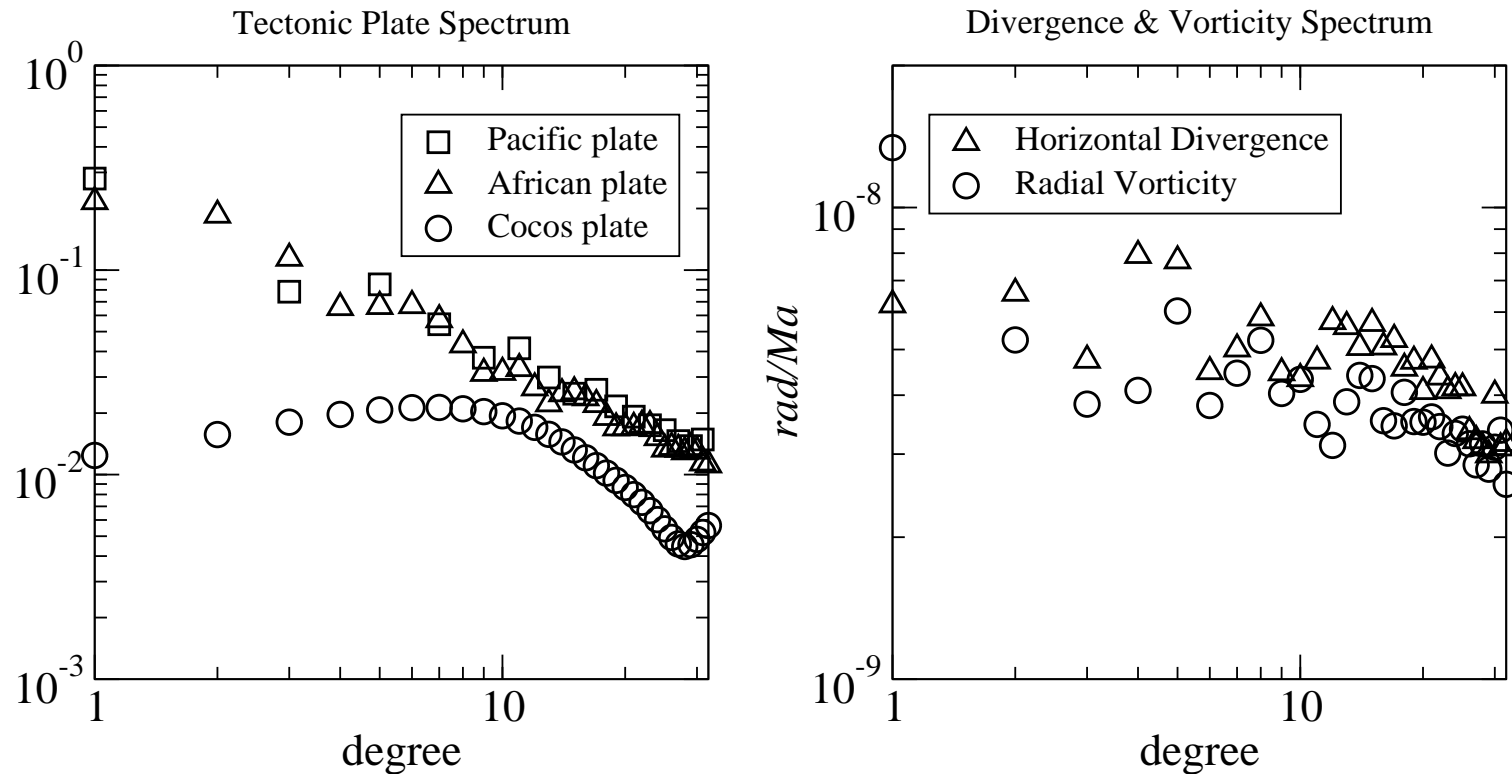 Tectonic Plate Spectrum
10^0
10^-1
10^-2
10^-3
Pacific plate
African plate
Cocos plate
1
10
degree
Divergence & Vorticity Spectrum
10^-8
10^-9
rad/Ma
Horizontal Divergence
Radial Vorticity
1
10
degree